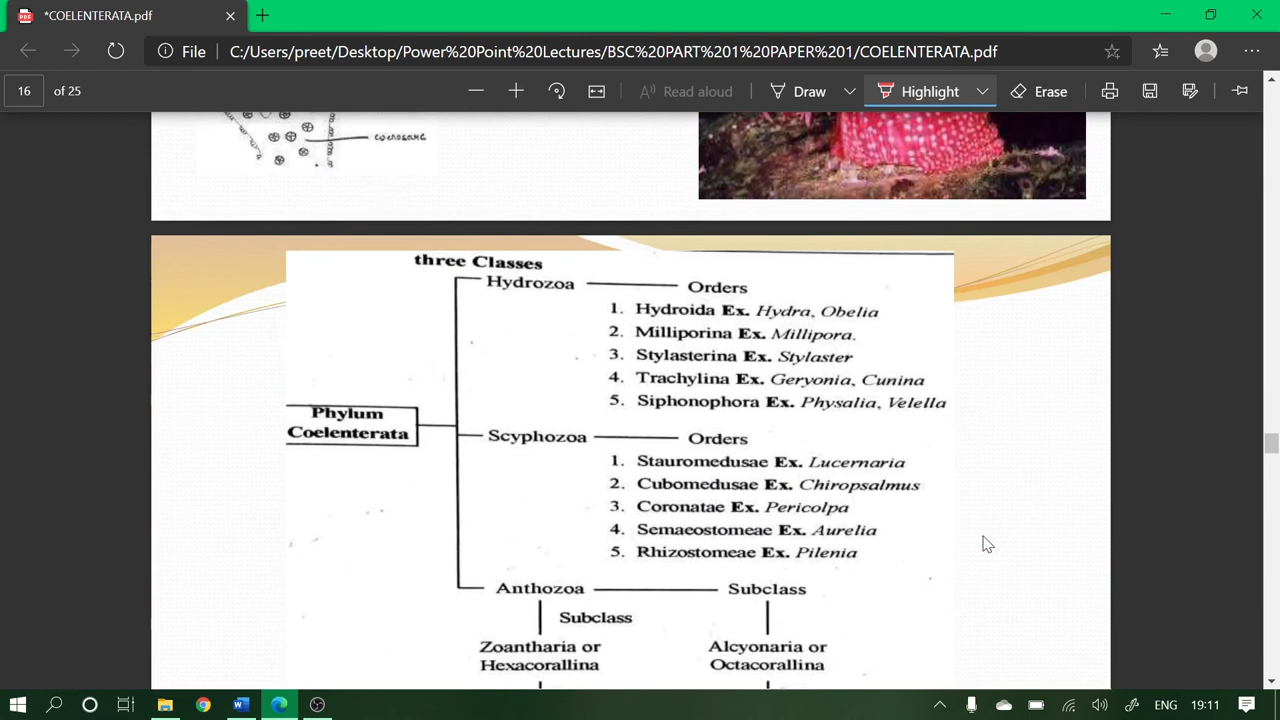 *COELENTERATA.pdf
File C:/Users/preet/Desktop/Power%20Point%20Lectures/BSC%20PART%201%20PAPER%201/COELENTERATA.pdf
16 of 25 Read aloud Draw Highlight Erase
coenosare
three Classes
Hydrozoa Orders
1. Hydroida Ex. Hydra, Obelia
2. Milliporina Ex. Millipora.
3. Stylasterina Ex. Stylaster
4. Trachylina Ex. Geryonia, Cunina
5. Siphonophora Ex. Physalia, Velella
Phylum
Coelenterata
Scyphozoa Orders
1. Stauromedusae Ex. Lucernaria
2. Cubomedusae Ex. Chiropsalmus
3. Coronatae Ex. Pericolpa
4. Semaeostomeae Ex. Aurelia
5. Rhizostomeae Ex. Pilenia
Anthozoa Subclass
Subclass
Zoantharia or Alcyonaria or
Hexacorallina Octacorallina
ENG 19:11